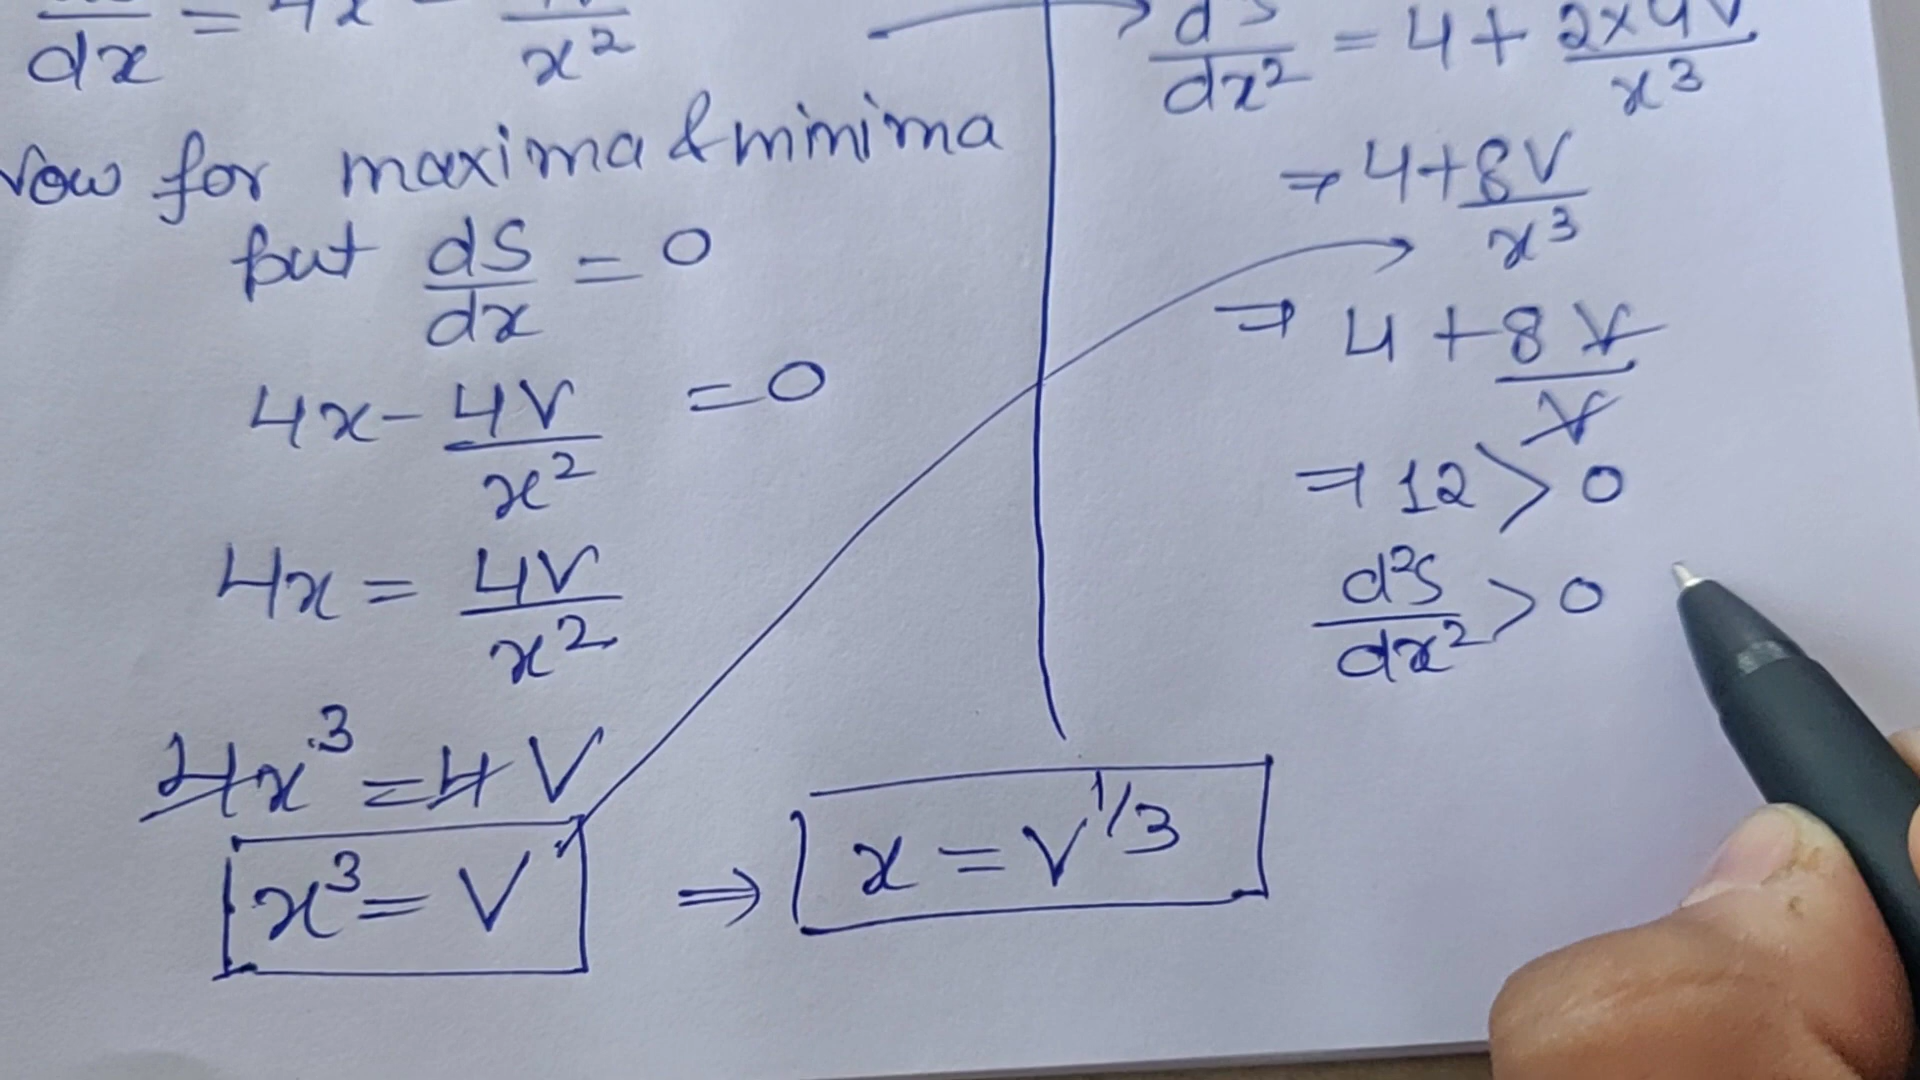 dx = 4x - x²
Now for maxima & minima
put dS/dx = 0
4x - 4V/x² = 0
4x = 4V/x²
4x³ = 4V
x³ = V ⇒ x = V^1/3
d²S/dx² = 4 + 2×4V/x³
⇒ 4 + 8V/x³
⇒ 4 + 8V/V
⇒ 12 > 0
d²S/dx² > 0